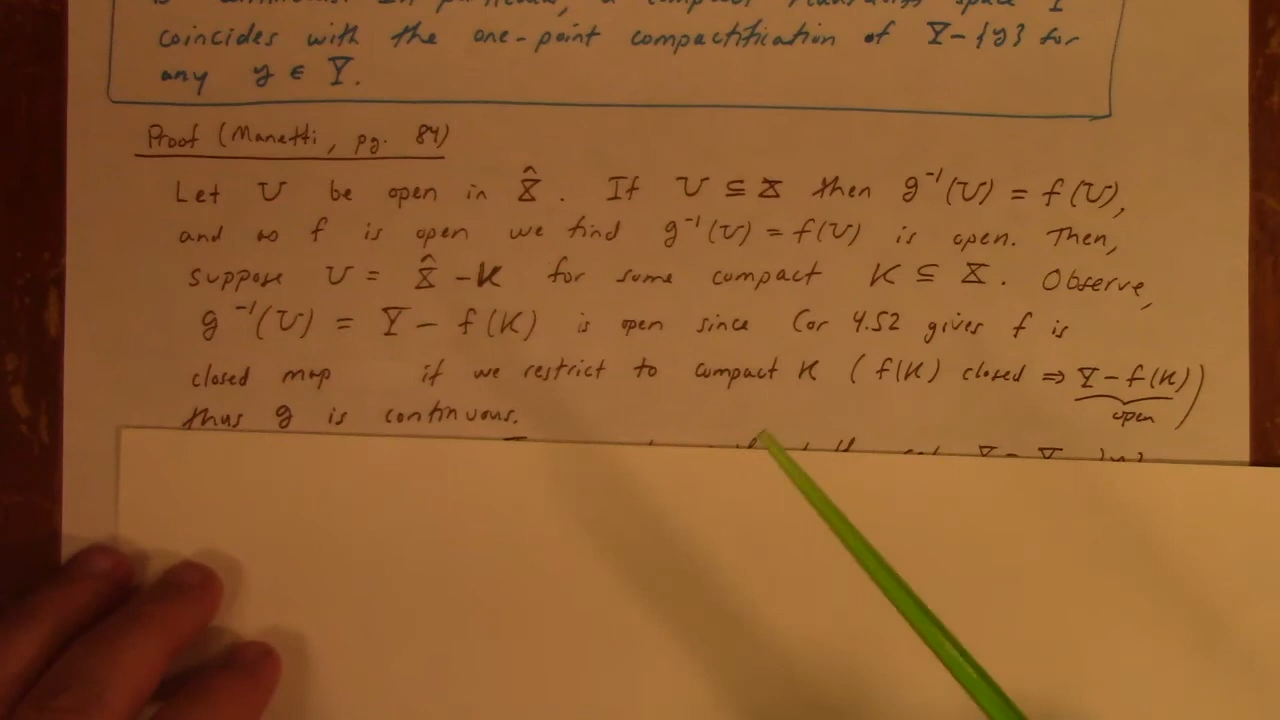 coincides with the one-point compactification of Y-{y} for
any y ∈ Y.
Proof (Manetti, pg. 84)
Let U be open in X̂. If U ⊆ X then g⁻¹(U) = f(U),
and as f is open we find g⁻¹(U) = f(U) is open. Then,
suppose U = X̂ - K for some compact K ⊆ X. Observe,
g⁻¹(U) = Y - f(K) is open since Cor 4.52 gives f is
closed map if we restrict to compact K (f(K) closed ⇒ Y - f(K))
open
thus g is continuous.